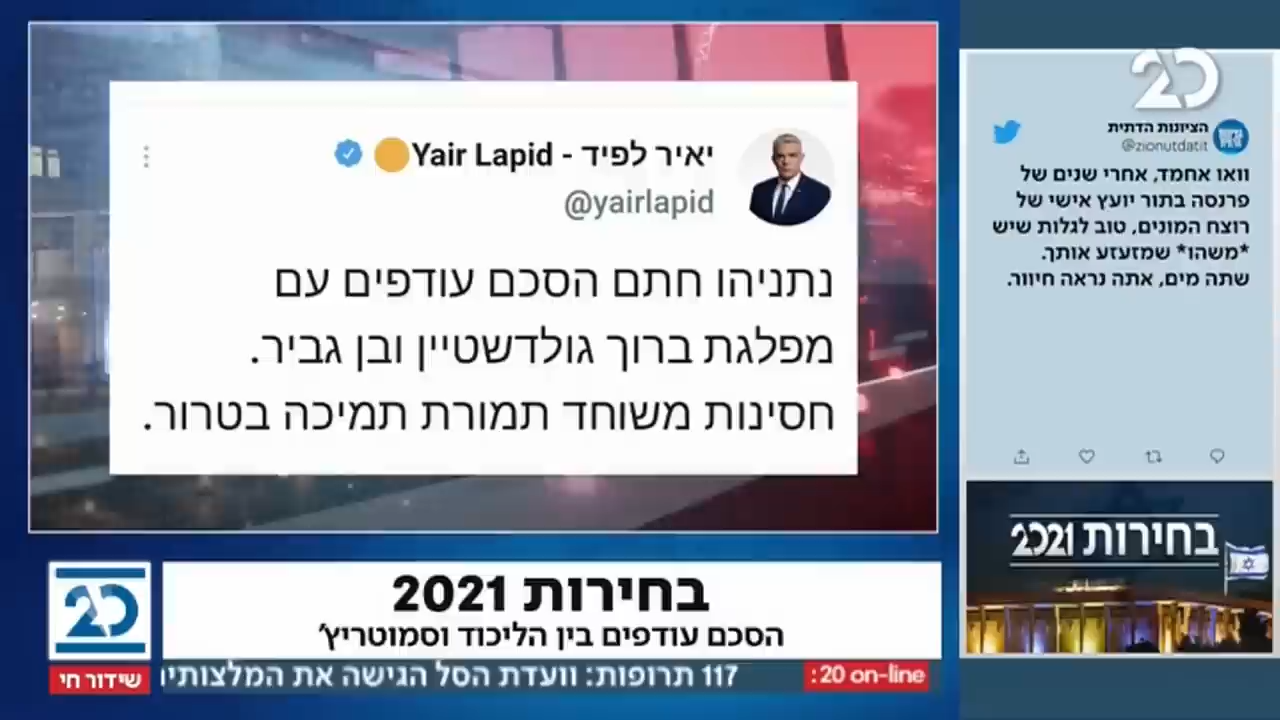 יאיר לפיד - Yair Lapid
@yairlapid
נתניהו חתם הסכם עודפים עם
מפלגת ברוך גולדשטיין ובן גביר.
חסינות משוחד תמורת תמיכה בטרור.
20
הציונות הדתית
@zionutdatit
וואו אחמד, אחרי שנים של
פרנסה בתור יועץ אישי של
רוצח המונים, טוב לגלות שיש
*משהו* שמזעזע אותך.
שתה מים, אתה נראה חיוור.
בחירות 2021
20
בחירות 2021
הסכם עודפים בין הליכוד וסמוטריץ'
20 on-line:
117 תרופות: וועדת הסל הגישה את המלצותי
שידור חי